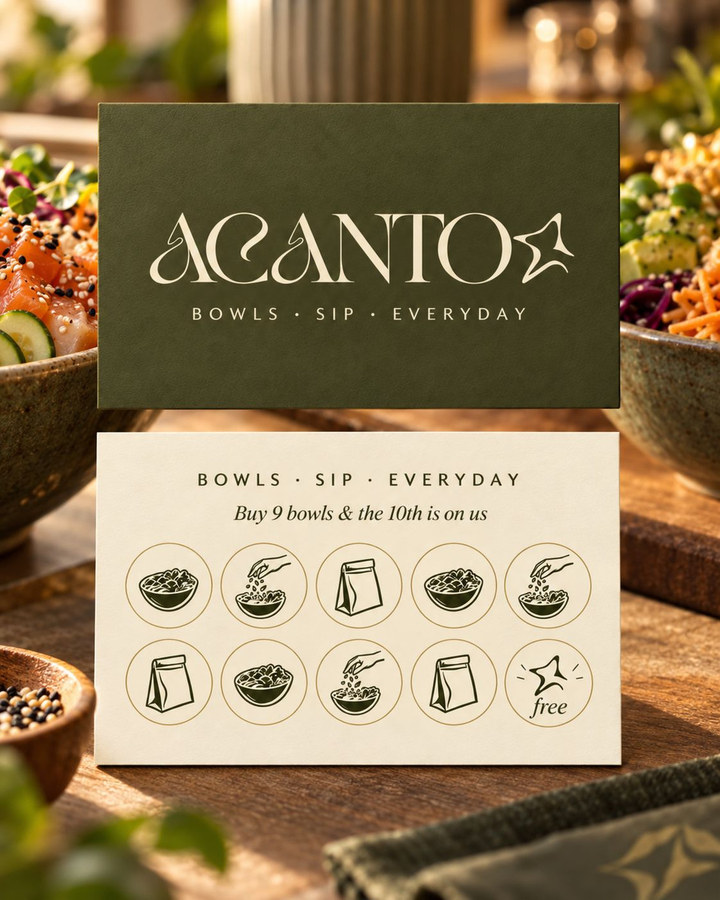 ACANTO
BOWLS · SIP · EVERYDAY
BOWLS · SIP · EVERYDAY
Buy 9 bowls & the 10th is on us
free